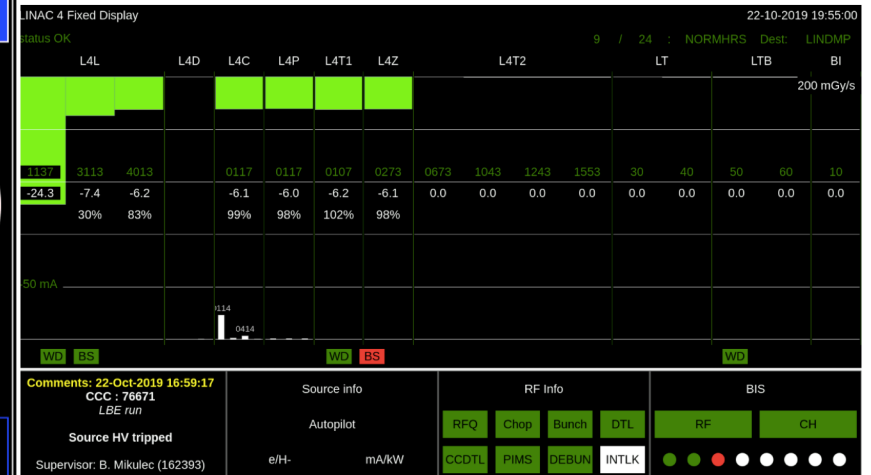 LINAC 4 Fixed Display 22-10-2019 19:55:00
status OK 9 / 24 : NORMHRS Dest: LINDMP
L4L L4D L4C L4P L4T1 L4Z L4T2 LT LTB BI
200 mGy/s
1137 3113 4013 0117 0117 0107 0273 0673 1043 1243 1553 30 40 50 60 10
-24.3 -7.4 -6.2 -6.1 -6.0 -6.2 -6.1 0.0 0.0 0.0 0.0 0.0 0.0 0.0 0.0 0.0
30% 83% 99% 98% 102% 98%
-50 mA
0114
0414
WD BS WD BS WD
Comments: 22-Oct-2019 16:59:17
CCC : 76671
LBE run
Source HV tripped
Supervisor: B. Mikulec (162393)
Source info
Autopilot
e/H- mA/kW
RF Info
RFQ Chop Bunch DTL
CCDTL PIMS DEBUN INTLK
BIS
RF CH